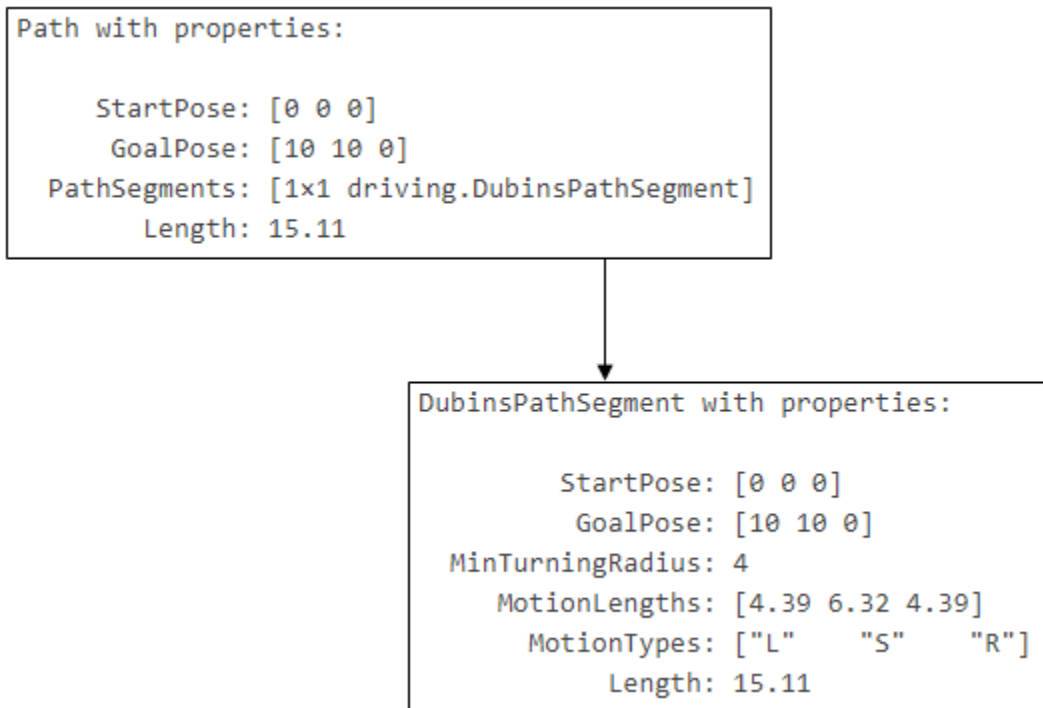 Path with properties:
StartPose: [0 0 0]
GoalPose: [10 10 0]
PathSegments: [1×1 driving.DubinsPathSegment]
Length: 15.11
DubinsPathSegment with properties:
StartPose: [0 0 0]
GoalPose: [10 10 0]
MinTurningRadius: 4
MotionLengths: [4.39 6.32 4.39]
MotionTypes: ["L" "S" "R"]
Length: 15.11